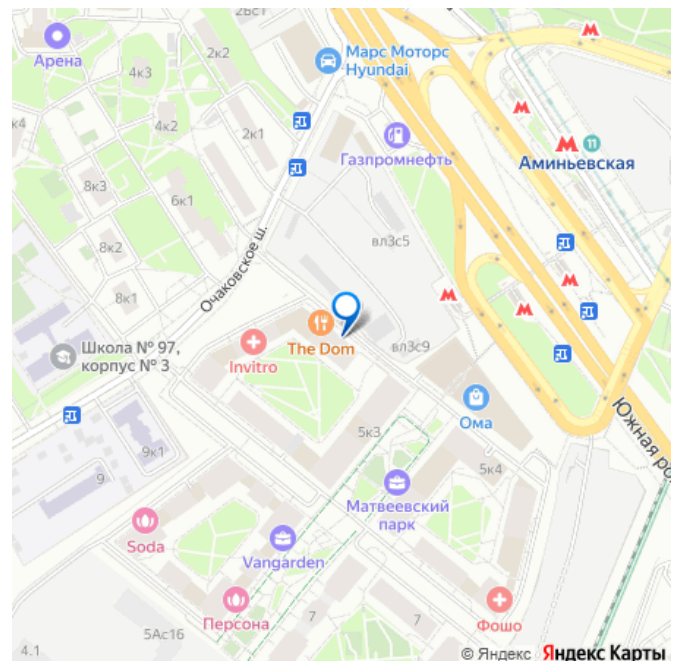 2Вс1
Арена
4к3
2к2
Марс Моторс
Hyundai
к4
4к2
2к1
Газпромнефть
М 11
Аминьевская
8к3
6к1
8к2
8к1
Очаковское ш.
вл3с5
Школа № 97,
корпус № 3
Invitro
The Dom
вл3с9
Ома
Южная ро
5к3
5к4
9к1
9
Матвеевский
парк
Soda
Vangarden
Персона
7
7
Фошо
5Ас16
4.1
© Яндекс Яндекс Карты